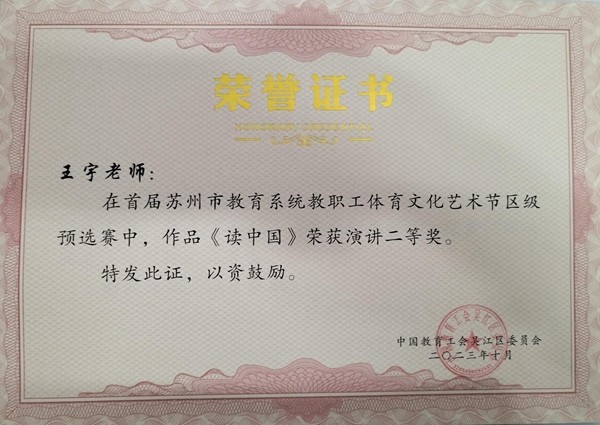 荣誉证书
HONORARY CREDENTIAL
王宇老师：
在首届苏州市教育系统教职工体育文化艺术节区级
预选赛中，作品《读中国》荣获演讲二等奖。
特发此证，以资鼓励。
中国教育工会吴江区委员会
二〇二三年十月